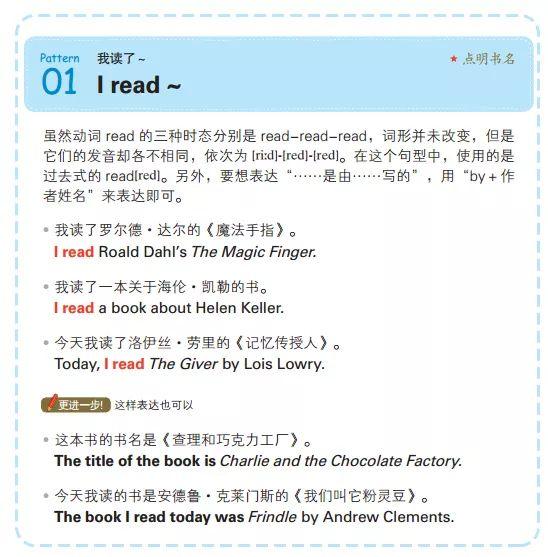 Pattern
01
我读了~
I read ~
★ 点明书名
虽然动词 read 的三种时态分别是 read–read–read，词形并未改变，但是
它们的发音却各不相同，依次为 [ri:d]-[red]-[red]。在这个句型中，使用的是
过去式的 read[red]。另外，要想表达“……是由……写的”，用“by + 作
者姓名”来表达即可。
• 我读了罗尔德·达尔的《魔法手指》。
I read Roald Dahl’s The Magic Finger.
• 我读了一本关于海伦·凯勒的书。
I read a book about Helen Keller.
• 今天我读了洛伊丝·劳里的《记忆传授人》。
Today, I read The Giver by Lois Lowry.
更进一步! 这样表达也可以
• 这本书的书名是《查理和巧克力工厂》。
The title of the book is Charlie and the Chocolate Factory.
• 今天我读的书是安德鲁·克莱门斯的《我们叫它粉灵豆》。
The book I read today was Frindle by Andrew Clements.